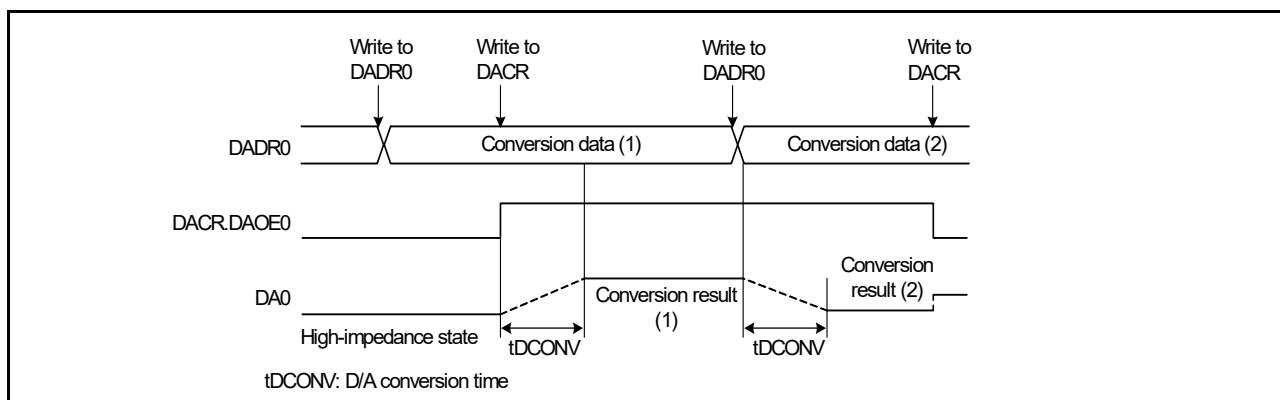 Write to
DADR0
Write to
DACR
Write to
DADR0
Write to
DACR
DADR0
Conversion data (1)
Conversion data (2)
DACR.DAOE0
DA0
Conversion result
(1)
Conversion
result (2)
High-impedance state
tDCONV
tDCONV
tDCONV: D/A conversion time